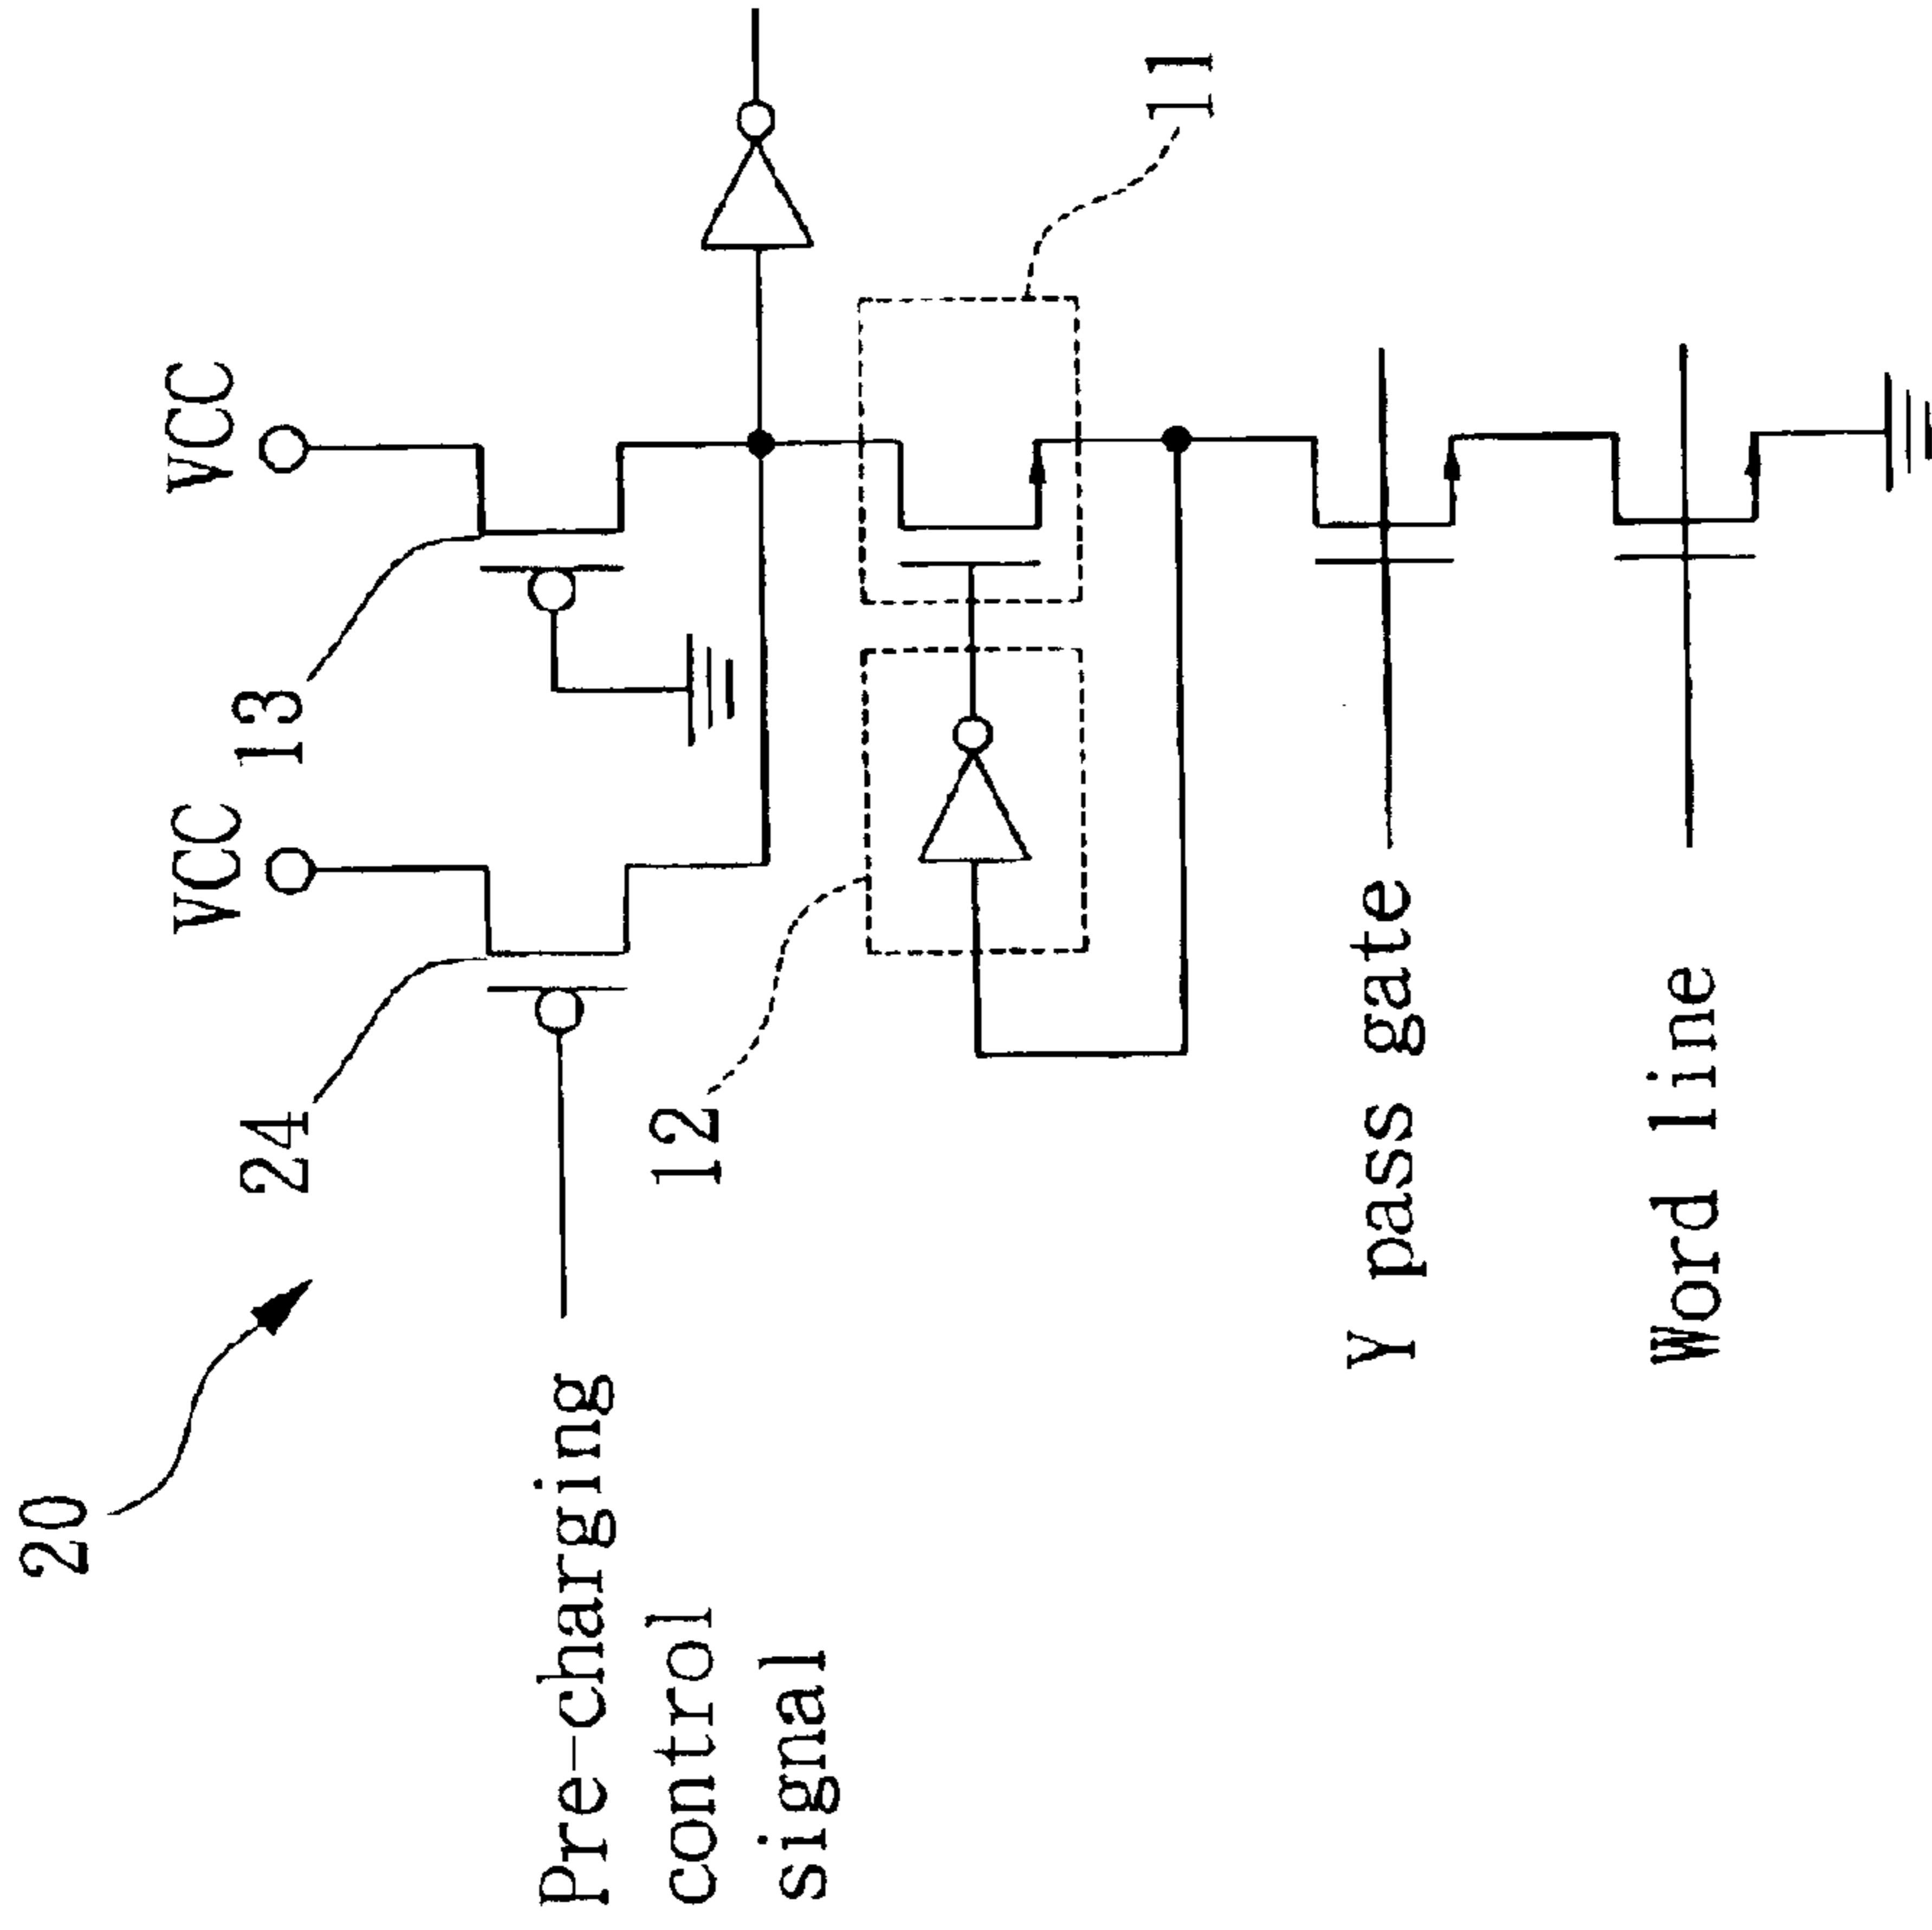 20
24
VCC
13
VCC
Pre-charging
control
signal
12
11
Y pass gate
Word line